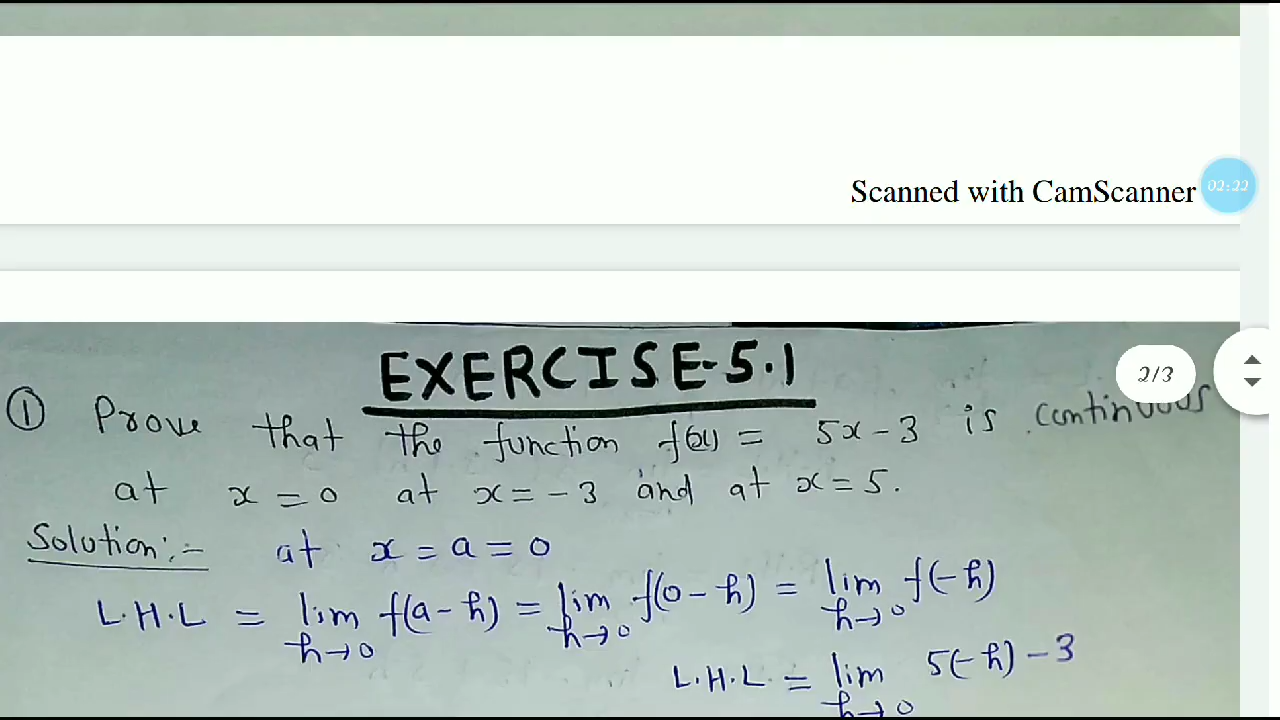 Scanned with CamScanner
02:22
2/3
EXERCISE-5.1
① Prove that the function f(x) = 5x-3 is continuous
at x=0 at x=-3 and at x=5.
Solution:- at x=a=0
L.H.L = lim f(a-h) = lim f(0-h) = lim f(-h)
h→0 h→0 h→0
L.H.L. = lim 5(-h)-3
h→0